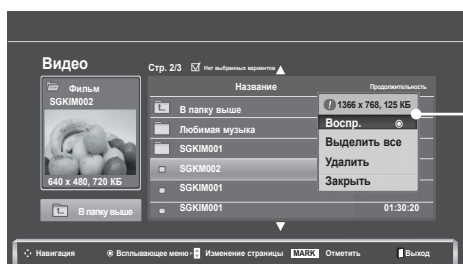 Видео
Стр. 2/3 Нет выбранных вариантов
Фильм
SGKIM002
640 x 480, 720 КБ
В папку выше
Название
Продолжительность
В папку выше
Любимая музыка
SGKIM001
SGKM002
SGKIM001
SGKIM001
01:30:20
1366 x 768, 125 КБ
Воспр.
Выделить все
Удалить
Закрыть
Навигация
Всплывающее меню
Изменение страницы
MARK Отметить
Выход